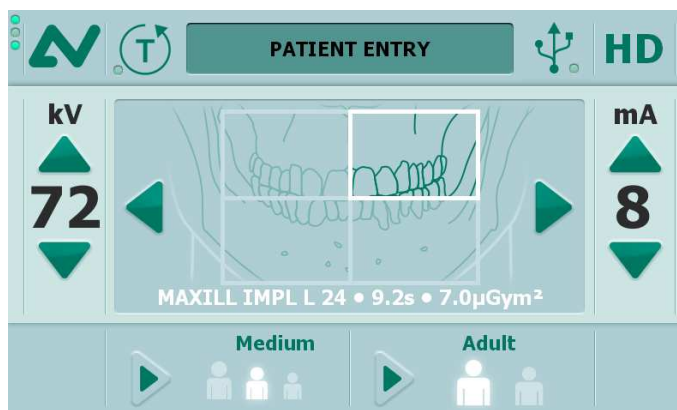 T
PATIENT ENTRY
HD
kV
72
mA
8
MAXILL IMPL L 24 • 9.2s • 7.0µGym²
Medium
Adult